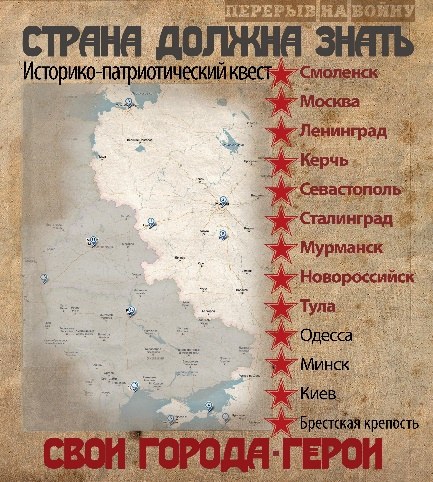 ПЕРЕРЫВ НА ВОЙНУ
СТРАНА ДОЛЖНА ЗНАТЬ
Историко-патриотический квест
Смоленск
Москва
Ленинград
Керчь
Севастополь
Сталинград
Мурманск
Новороссийск
Тула
Одесса
Минск
Киев
Брестская крепость
СВОИ ГОРОДА-ГЕРОИ